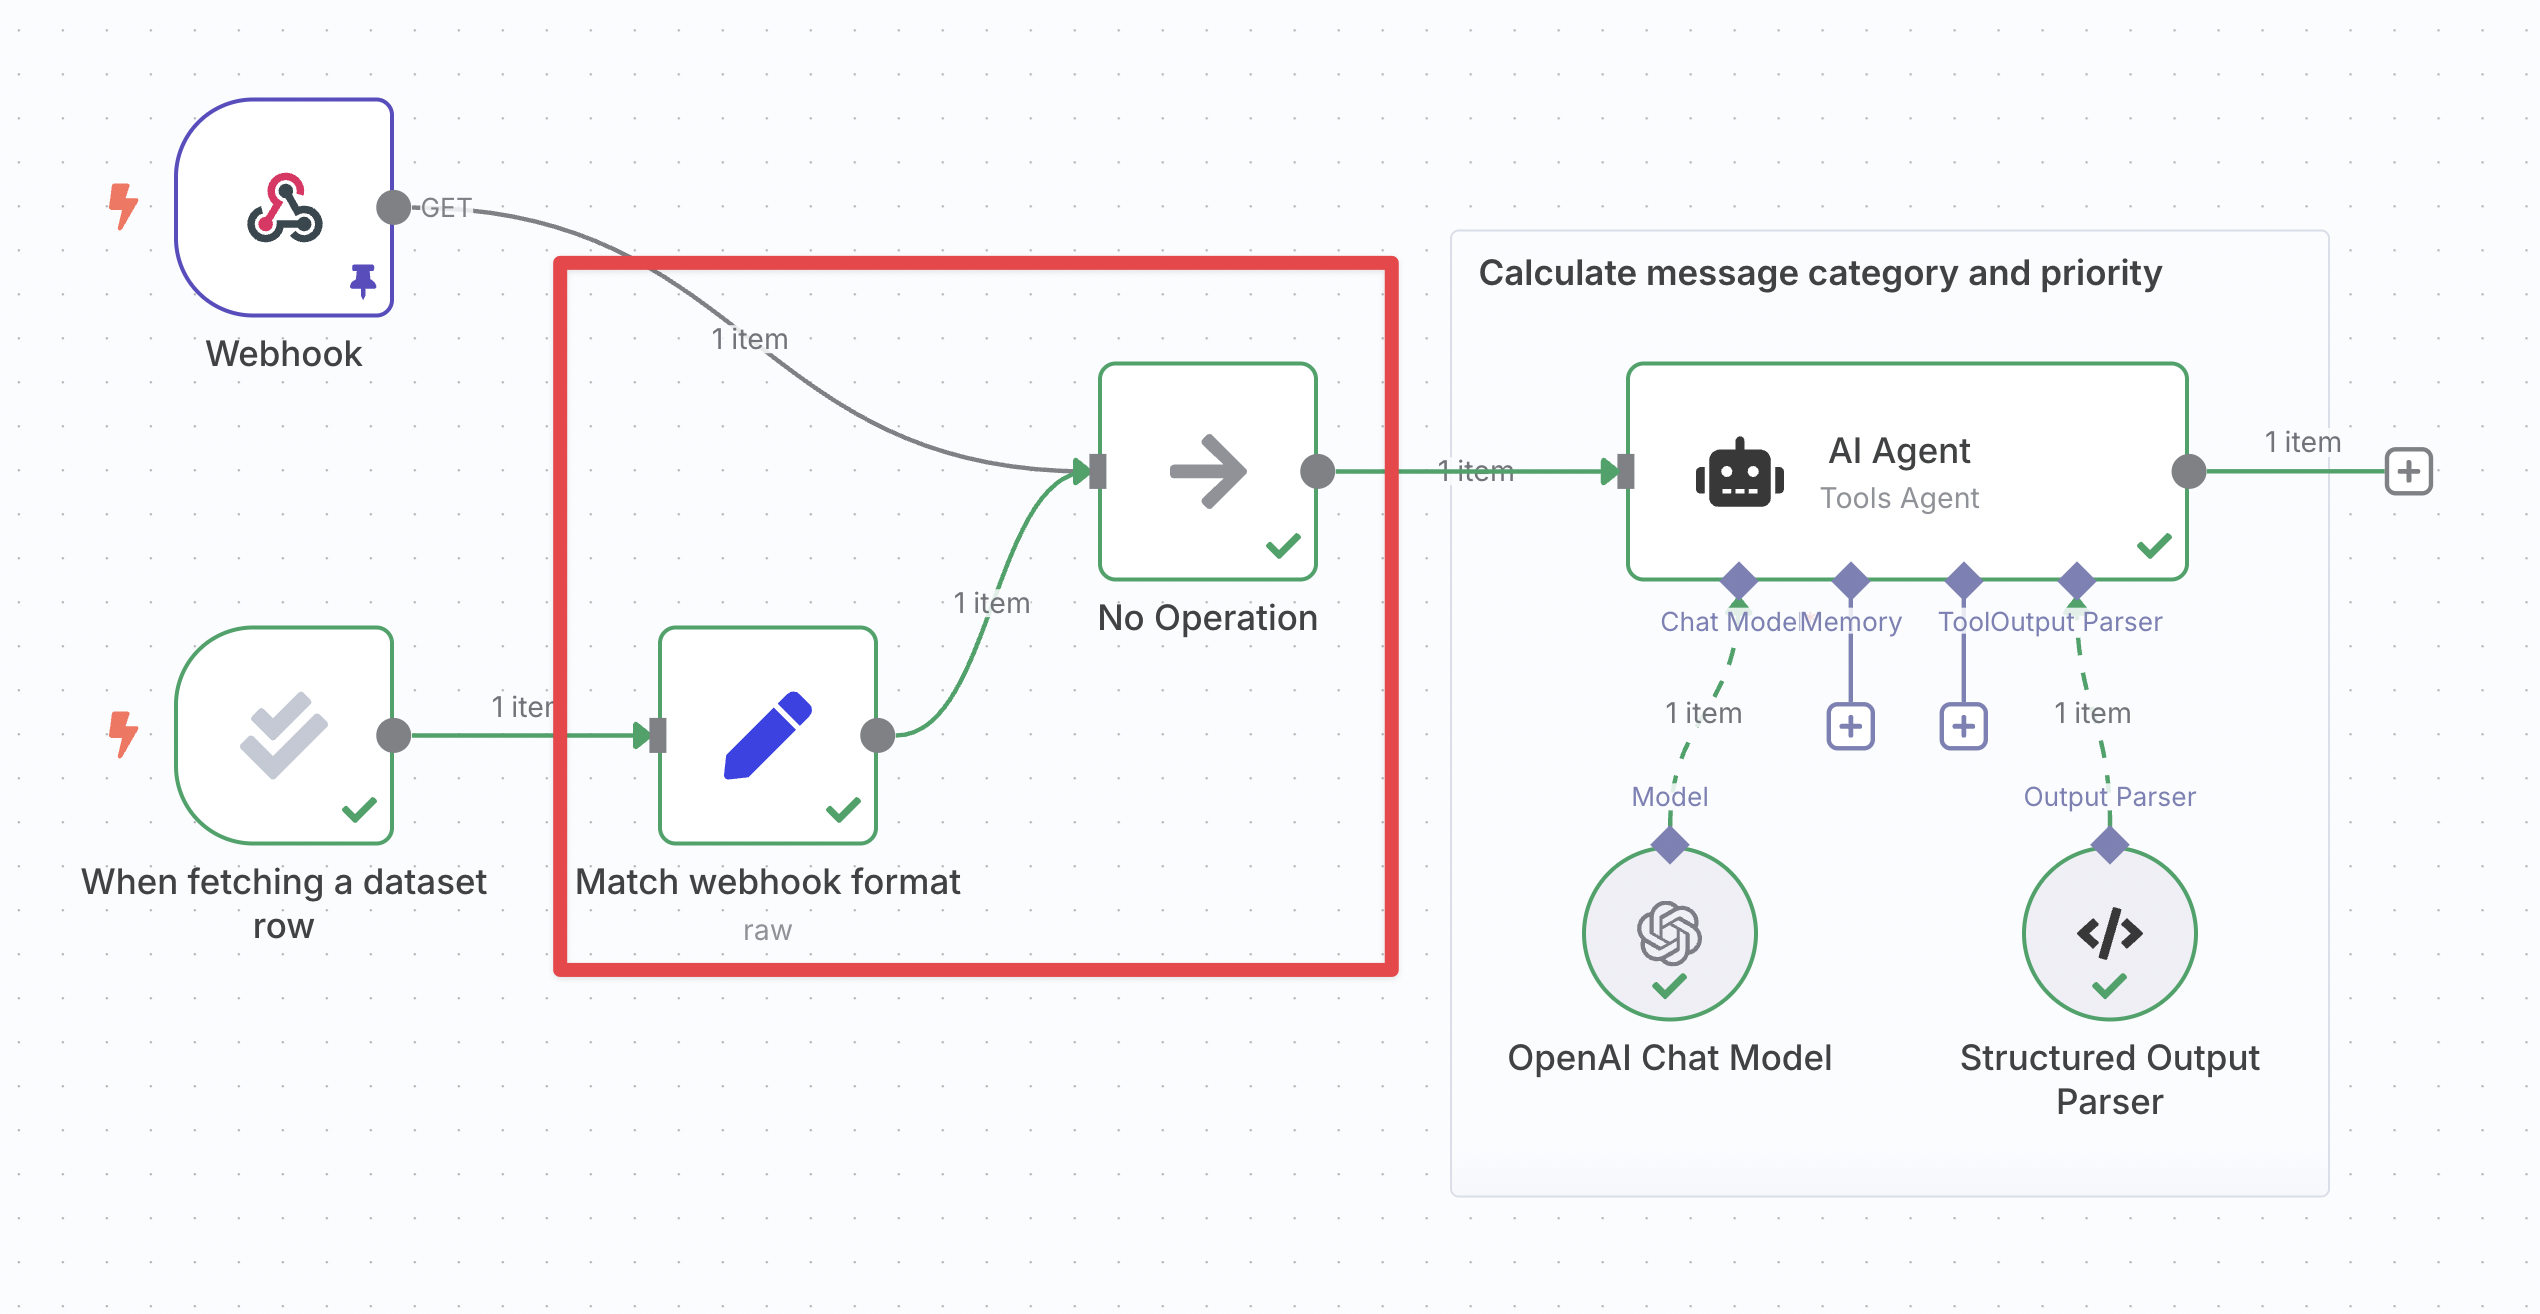 GET
Webhook
1 item
Calculate message category and priority
1 item
AI Agent
Tools Agent
1 item
No Operation
1 item
Chat Model
Memory
Tool
Output Parser
1 item
1 item
1 iter
Model
Output Parser
When fetching a dataset
row
Match webhook format
raw
OpenAI Chat Model
Structured Output
Parser